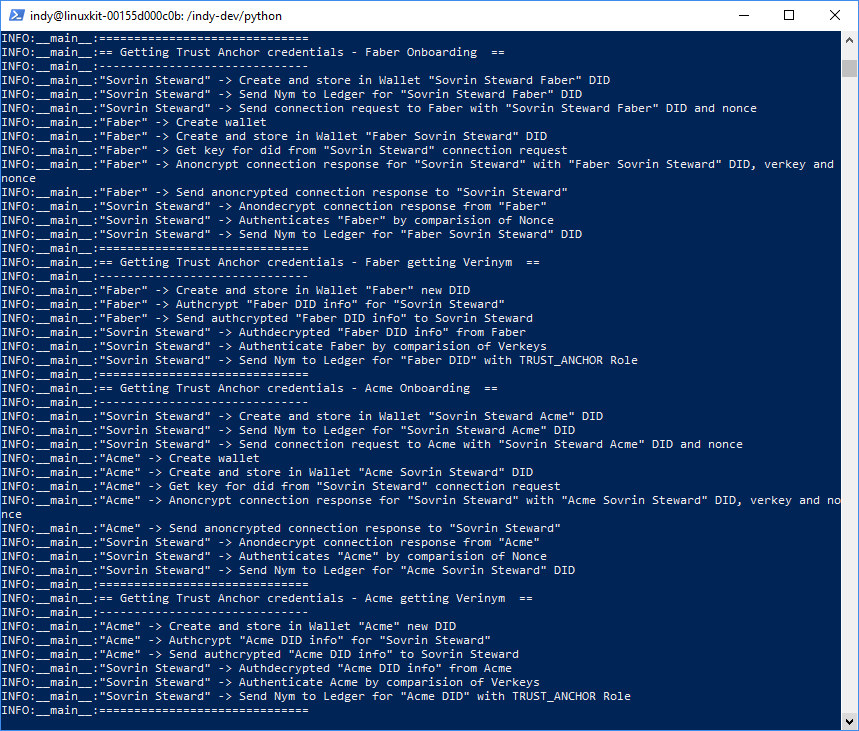 indy@linuxkit-00155d000c0b: /indy-dev/python
INFO:__main__:==============================
INFO:__main__:== Getting Trust Anchor credentials - Faber Onboarding  ==
INFO:__main__:------------------------------
INFO:__main__:"Sovrin Steward" -> Create and store in Wallet "Sovrin Steward Faber" DID
INFO:__main__:"Sovrin Steward" -> Send Nym to Ledger for "Sovrin Steward Faber" DID
INFO:__main__:"Sovrin Steward" -> Send connection request to Faber with "Sovrin Steward Faber" DID and nonce
INFO:__main__:"Faber" -> Create wallet
INFO:__main__:"Faber" -> Create and store in Wallet "Faber Sovrin Steward" DID
INFO:__main__:"Faber" -> Get key for did from "Sovrin Steward" connection request
INFO:__main__:"Faber" -> Anoncrypt connection response for "Sovrin Steward" with "Faber Sovrin Steward" DID, verkey and
nonce
INFO:__main__:"Faber" -> Send anoncrypted connection response to "Sovrin Steward"
INFO:__main__:"Sovrin Steward" -> Anondecrypt connection response from "Faber"
INFO:__main__:"Sovrin Steward" -> Authenticates "Faber" by comparision of Nonce
INFO:__main__:"Sovrin Steward" -> Send Nym to Ledger for "Faber Sovrin Steward" DID
INFO:__main__:==============================
INFO:__main__:== Getting Trust Anchor credentials - Faber getting Verinym  ==
INFO:__main__:------------------------------
INFO:__main__:"Faber" -> Create and store in Wallet "Faber" new DID
INFO:__main__:"Faber" -> Authcrypt "Faber DID info" for "Sovrin Steward"
INFO:__main__:"Faber" -> Send authcrypted "Faber DID info" to Sovrin Steward
INFO:__main__:"Sovrin Steward" -> Authdecrypted "Faber DID info" from Faber
INFO:__main__:"Sovrin Steward" -> Authenticate Faber by comparision of Verkeys
INFO:__main__:"Sovrin Steward" -> Send Nym to Ledger for "Faber DID" with TRUST_ANCHOR Role
INFO:__main__:==============================
INFO:__main__:== Getting Trust Anchor credentials - Acme Onboarding  ==
INFO:__main__:------------------------------
INFO:__main__:"Sovrin Steward" -> Create and store in Wallet "Sovrin Steward Acme" DID
INFO:__main__:"Sovrin Steward" -> Send Nym to Ledger for "Sovrin Steward Acme" DID
INFO:__main__:"Sovrin Steward" -> Send connection request to Acme with "Sovrin Steward Acme" DID and nonce
INFO:__main__:"Acme" -> Create wallet
INFO:__main__:"Acme" -> Create and store in Wallet "Acme Sovrin Steward" DID
INFO:__main__:"Acme" -> Get key for did from "Sovrin Steward" connection request
INFO:__main__:"Acme" -> Anoncrypt connection response for "Sovrin Steward" with "Acme Sovrin Steward" DID, verkey and no
nce
INFO:__main__:"Acme" -> Send anoncrypted connection response to "Sovrin Steward"
INFO:__main__:"Sovrin Steward" -> Anondecrypt connection response from "Acme"
INFO:__main__:"Sovrin Steward" -> Authenticates "Acme" by comparision of Nonce
INFO:__main__:"Sovrin Steward" -> Send Nym to Ledger for "Acme Sovrin Steward" DID
INFO:__main__:==============================
INFO:__main__:== Getting Trust Anchor credentials - Acme getting Verinym  ==
INFO:__main__:------------------------------
INFO:__main__:"Acme" -> Create and store in Wallet "Acme" new DID
INFO:__main__:"Acme" -> Authcrypt "Acme DID info" for "Sovrin Steward"
INFO:__main__:"Acme" -> Send authcrypted "Acme DID info" to Sovrin Steward
INFO:__main__:"Sovrin Steward" -> Authdecrypted "Acme DID info" from Acme
INFO:__main__:"Sovrin Steward" -> Authenticate Acme by comparision of Verkeys
INFO:__main__:"Sovrin Steward" -> Send Nym to Ledger for "Acme DID" with TRUST_ANCHOR Role
INFO:__main__:==============================